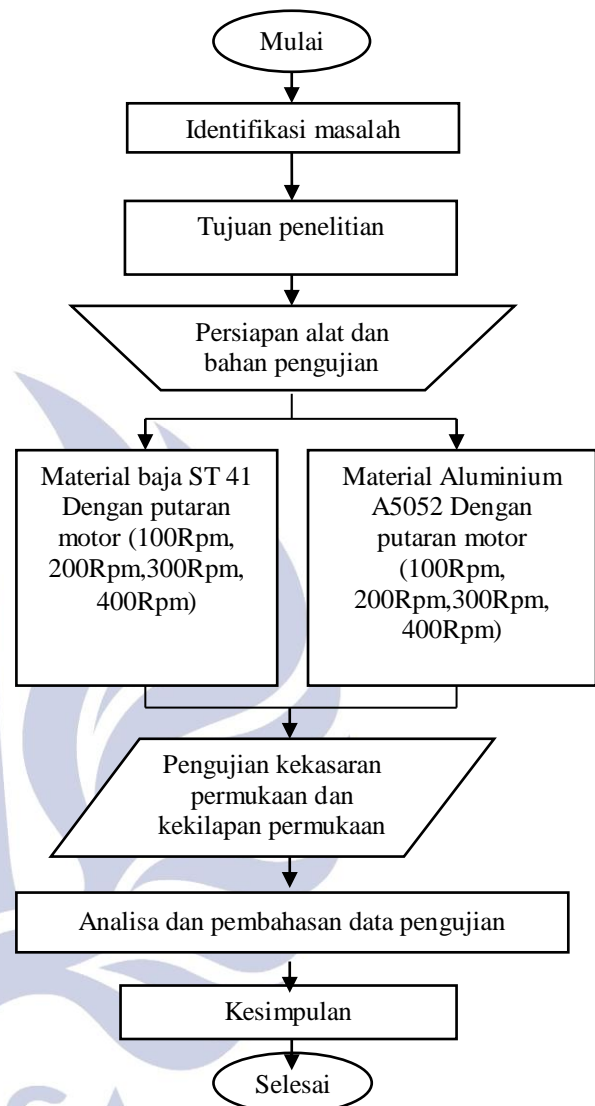 Mulai
Identifikasi masalah
Tujuan penelitian
Persiapan alat dan
bahan pengujian
Material baja ST 41
Dengan putaran
motor (100Rpm,
200Rpm,300Rpm,
400Rpm)
Material Aluminium
A5052 Dengan
putaran motor
(100Rpm,
200Rpm,300Rpm,
400Rpm)
Pengujian kekasaran
permukaan dan
kekilapan permukaan
Analisa dan pembahasan data pengujian
Kesimpulan
Selesai